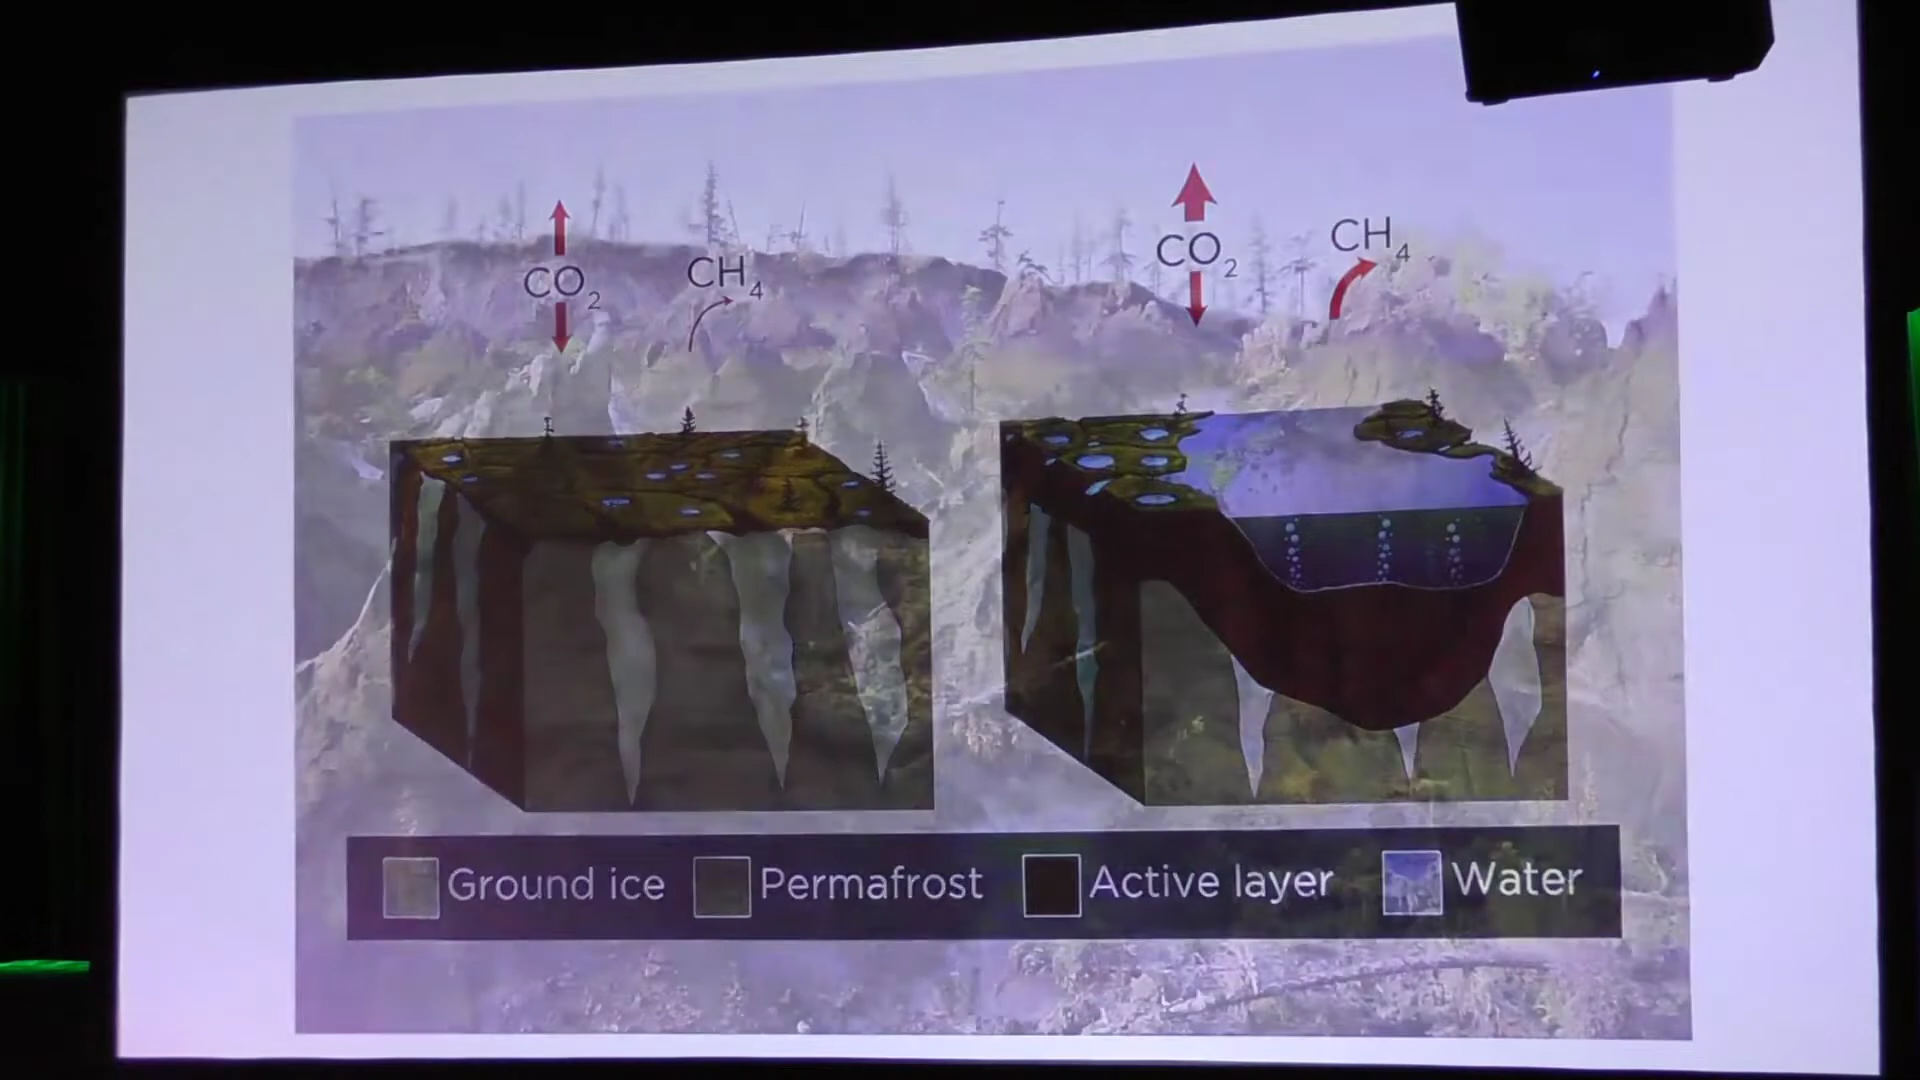 CO₂
CH₄
CO₂
CH₄
Ground ice
Permafrost
Active layer
Water